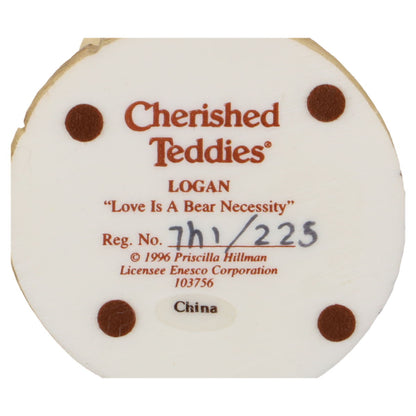 Cherished
Teddies®
LOGAN
"Love Is A Bear Necessity"
Reg. No. 7h1/225
© 1996 Priscilla Hillman
Licensee Enesco Corporation
103756
China